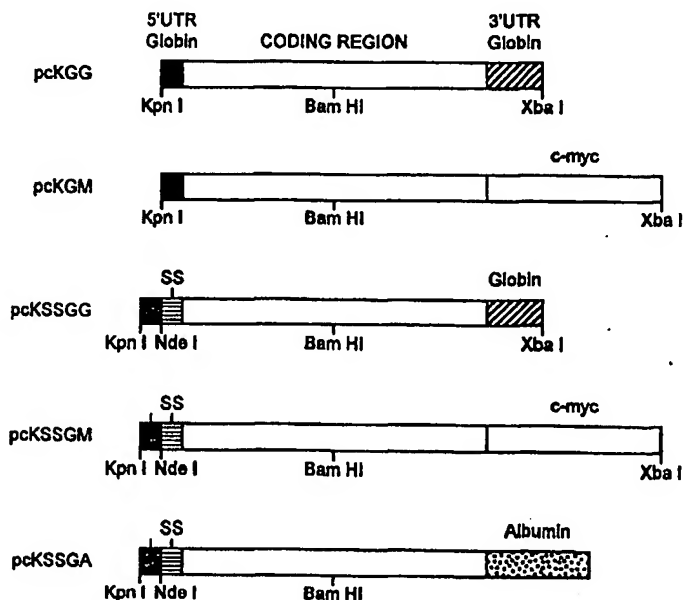 5'UTR 3'UTR
Globin CODING REGION Globin
pcKGG
Kpn I Bam HI Xba I
c-myc
pcKGM
Kpn I Bam HI Xba I
SS Globin
pcKSSGG
Kpn I Nde I Bam HI Xba I
SS c-myc
pcKSSGM
Kpn I Nde I Bam HI Xba I
SS Albumin
pcKSSGA
Kpn I Nde I Bam HI